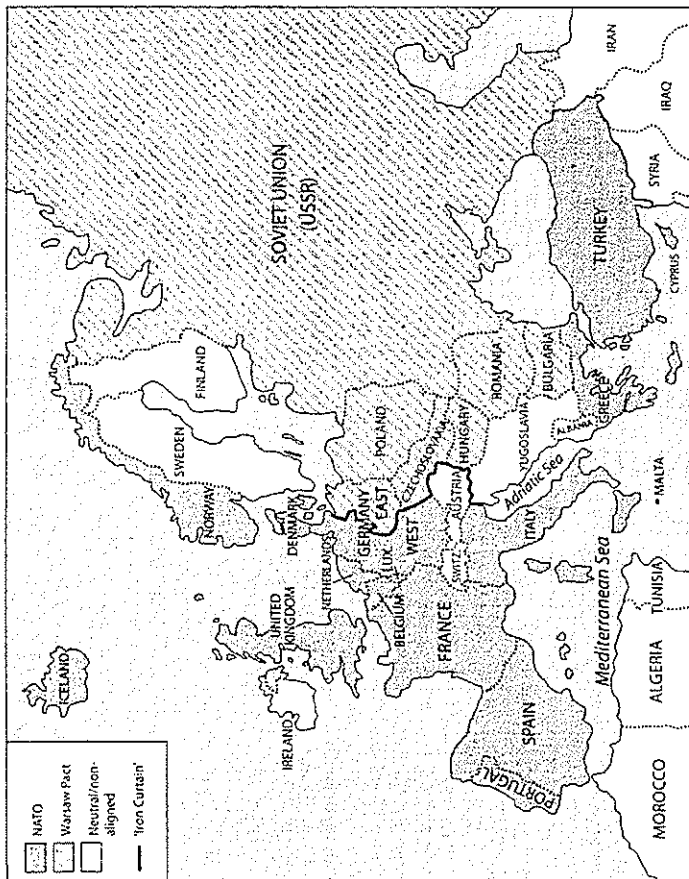 NATO
Warsaw Pact
Neutral/non-
aligned
'Iron Curtain'
ICELAND
NORWAY
SWEDEN
FINLAND
SOVIET UNION
(USSR)
UNITED
KINGDOM
IRELAND
DENMARK
NETHERLANDS
BELGIUM
LUX.
GERMANY
EAST
WEST
POLAND
CZECHOSLOVAKIA
FRANCE
SWITZ.
AUSTRIA
HUNGARY
ROMANIA
YUGOSLAVIA
BULGARIA
ALBANIA
GREECE
ITALY
Adriatic Sea
PORTUGAL
SPAIN
Mediterranean Sea
MALTA
TURKEY
CYPRUS
SYRIA
IRAQ
IRAN
MOROCCO
ALGERIA
TUNISIA